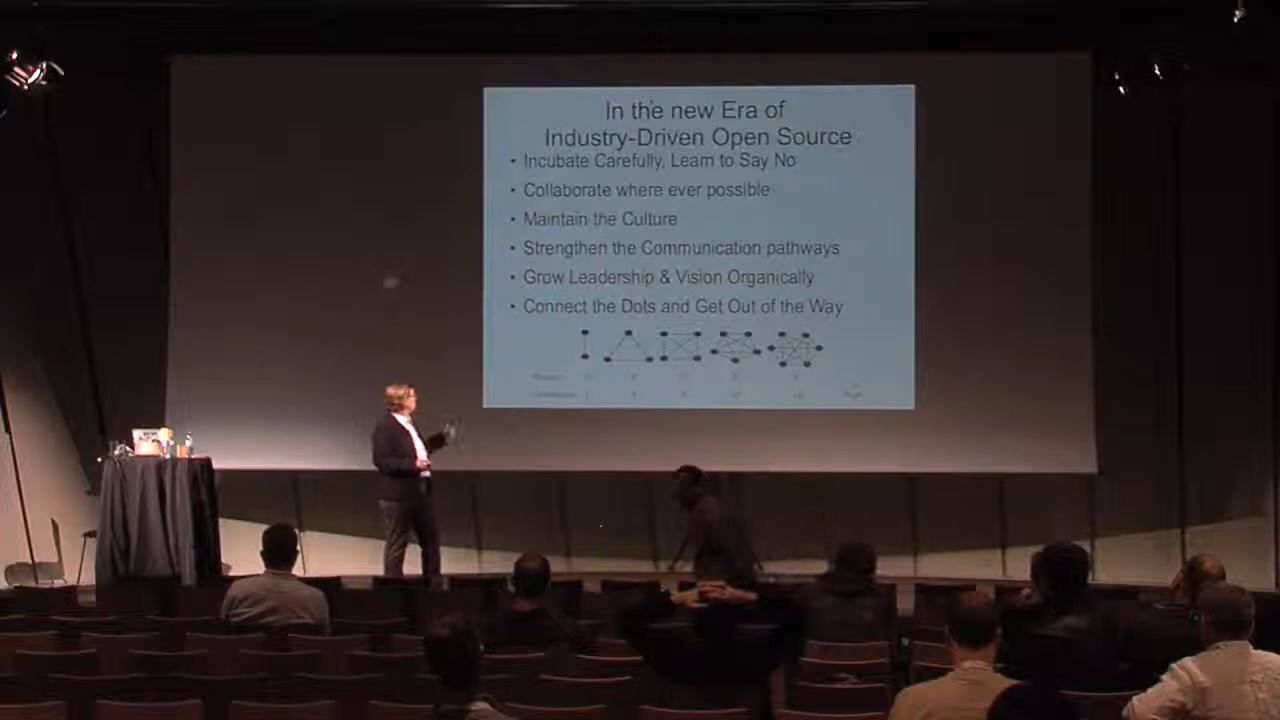 In the new Era of
Industry-Driven Open Source
• Incubate Carefully, Learn to Say No
• Collaborate where ever possible
• Maintain the Culture
• Strengthen the Communication pathways
• Grow Leadership & Vision Organically
• Connect the Dots and Get Out of the Way